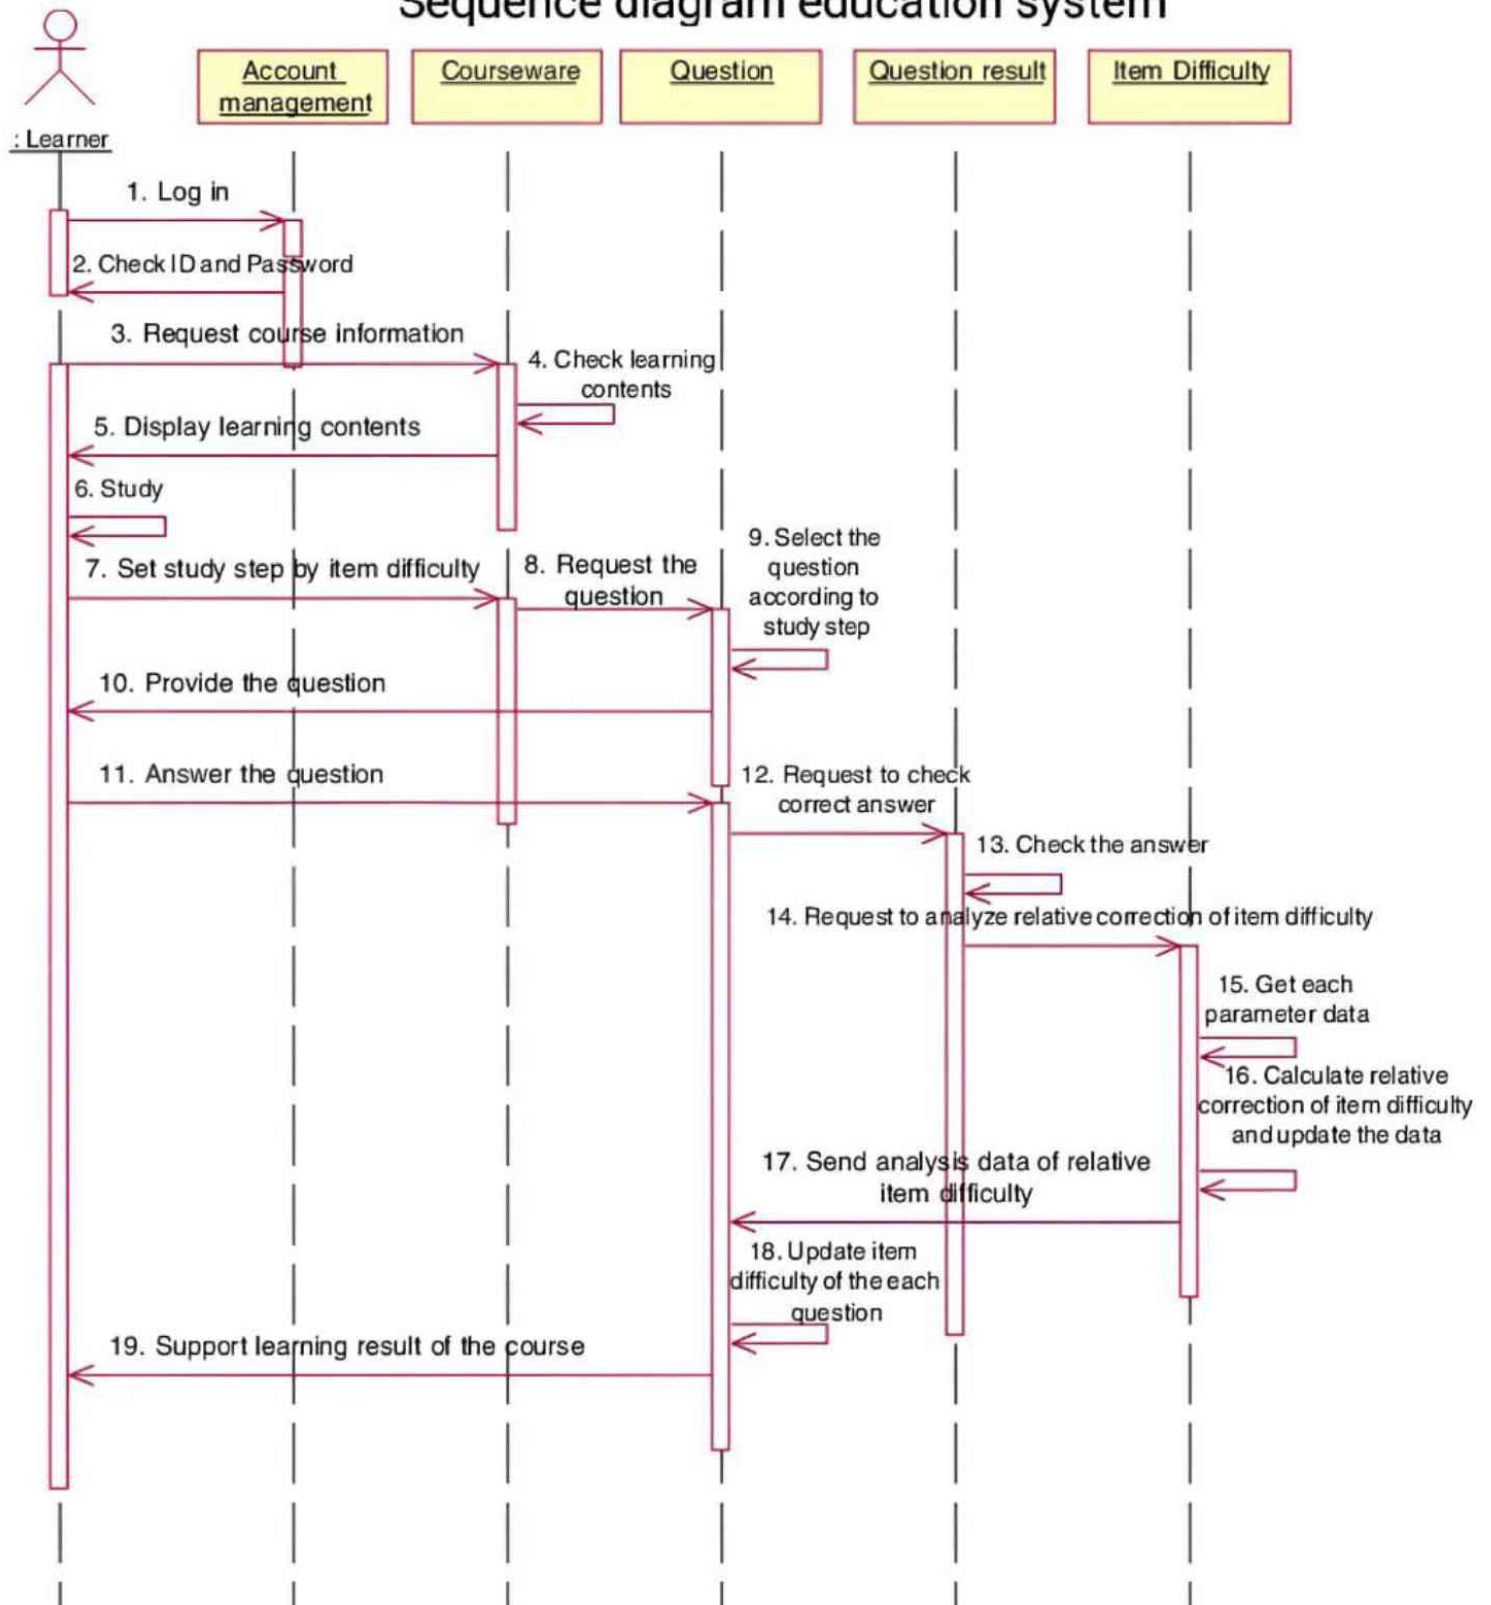 Sequence diagram education system
: Learner
Account
management
Courseware
Question
Question result
Item Difficulty
1. Log in
2. Check ID and Password
3. Request course information
4. Check learning
contents
5. Display learning contents
6. Study
7. Set study step by item difficulty
8. Request the
question
9. Select the
question
according to
study step
10. Provide the question
11. Answer the question
12. Request to check
correct answer
13. Check the answer
14. Request to analyze relative correction of item difficulty
15. Get each
parameter data
16. Calculate relative
correction of item difficulty
and update the data
17. Send analysis data of relative
item difficulty
18. Update item
difficulty of the each
question
19. Support learning result of the course